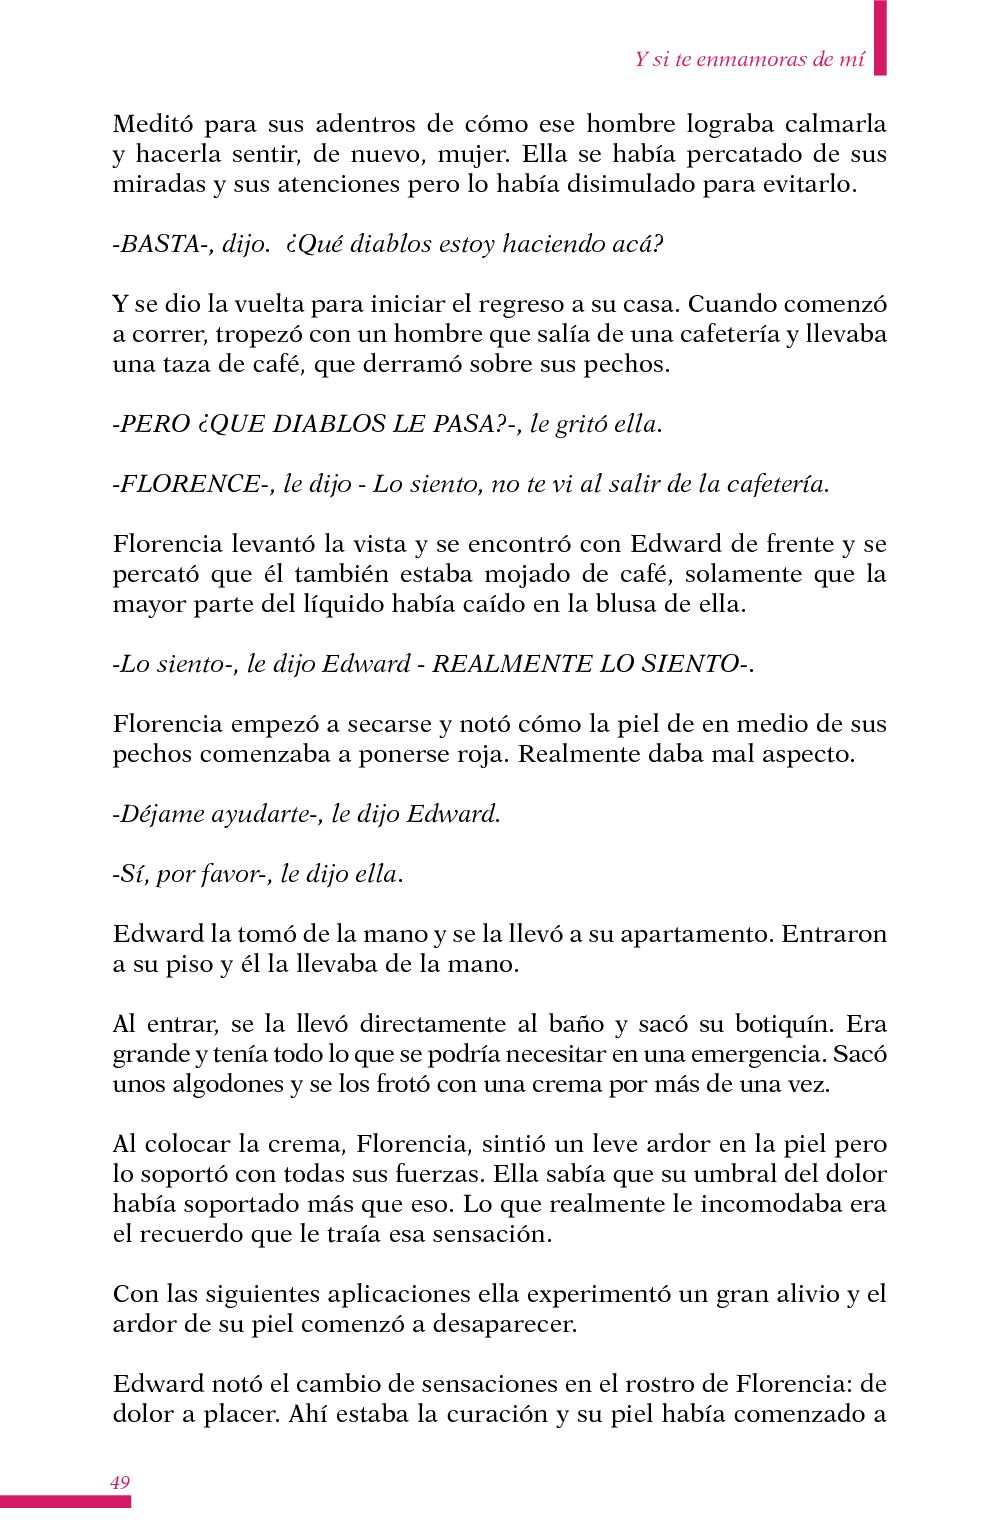 Y si te enmamoras de mí
Meditó para sus adentros de cómo ese hombre lograba calmarla
y hacerla sentir, de nuevo, mujer. Ella se había percatado de sus
miradas y sus atenciones pero lo había disimulado para evitarlo.
-BASTA-, dijo.  ¿Qué diablos estoy haciendo acá?
Y se dio la vuelta para iniciar el regreso a su casa. Cuando comenzó
a correr, tropezó con un hombre que salía de una cafetería y llevaba
una taza de café, que derramó sobre sus pechos.
-PERO ¿QUE DIABLOS LE PASA?-, le gritó ella.
-FLORENCE-, le dijo - Lo siento, no te vi al salir de la cafetería.
Florencia levantó la vista y se encontró con Edward de frente y se
percató que él también estaba mojado de café, solamente que la
mayor parte del líquido había caído en la blusa de ella.
-Lo siento-, le dijo Edward - REALMENTE LO SIENTO-.
Florencia empezó a secarse y notó cómo la piel de en medio de sus
pechos comenzaba a ponerse roja. Realmente daba mal aspecto.
-Déjame ayudarte-, le dijo Edward.
-Sí, por favor-, le dijo ella.
Edward la tomó de la mano y se la llevó a su apartamento. Entraron
a su piso y él la llevaba de la mano.
Al entrar, se la llevó directamente al baño y sacó su botiquín. Era
grande y tenía todo lo que se podría necesitar en una emergencia. Sacó
unos algodones y se los frotó con una crema por más de una vez.
Al colocar la crema, Florencia, sintió un leve ardor en la piel pero
lo soportó con todas sus fuerzas. Ella sabía que su umbral del dolor
había soportado más que eso. Lo que realmente le incomodaba era
el recuerdo que le traía esa sensación.
Con las siguientes aplicaciones ella experimentó un gran alivio y el
ardor de su piel comenzó a desaparecer.
Edward notó el cambio de sensaciones en el rostro de Florencia: de
dolor a placer. Ahí estaba la curación y su piel había comenzado a
49